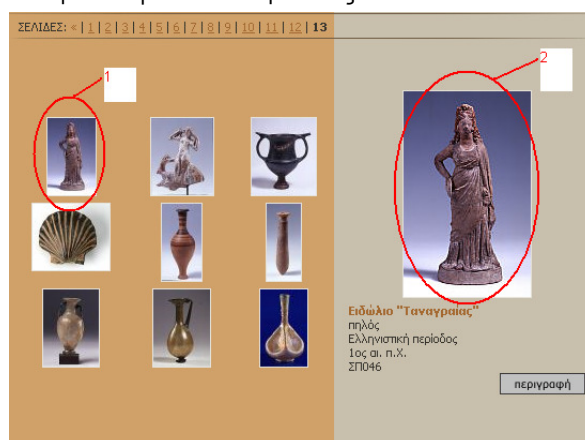 ΣΕΛΙΔΕΣ: « | 1 | 2 | 3 | 4 | 5 | 6 | 7 | 8 | 9 | 10 | 11 | 12 | 13
1
2
Ειδώλιο "Ταναγραίας"
πηλός
Ελληνιστική περίοδος
1ος αι. π.Χ.
ΣΠ046
περιγραφή